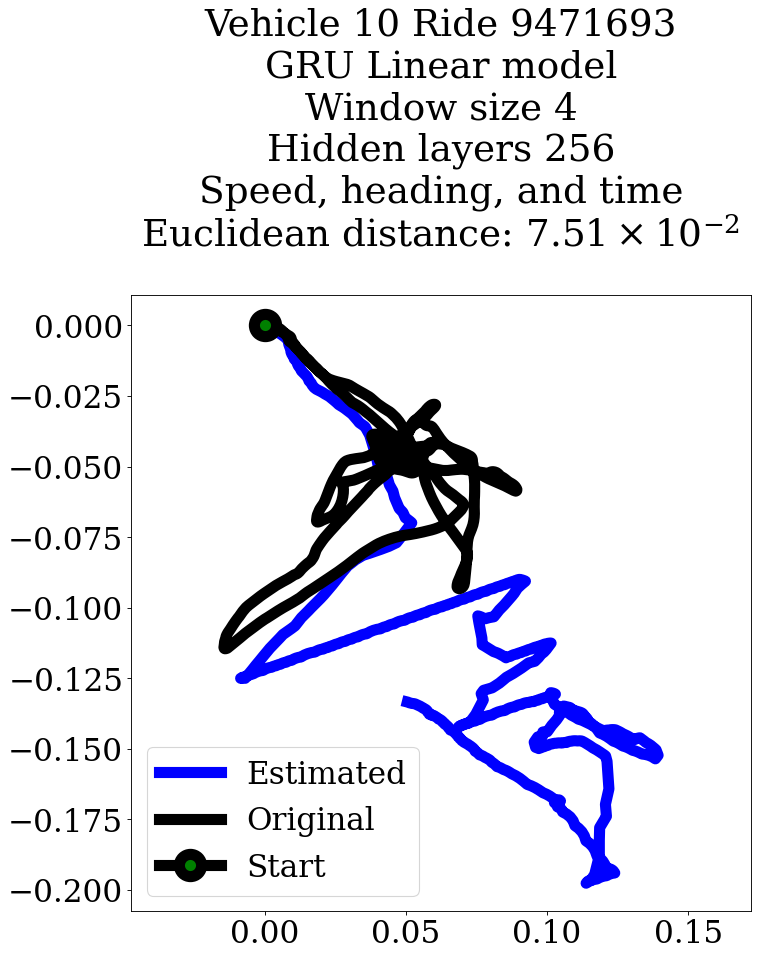 Vehicle 10 Ride 9471693
GRU Linear model
Window size 4
Hidden layers 256
Speed, heading, and time
Euclidean distance: $7.51 × 10^{-2}$
0.000
−0.025
−0.050
−0.075
−0.100
−0.125
−0.150
−0.175
−0.200
Estimated
Original
Start
0.00 0.05 0.10 0.15